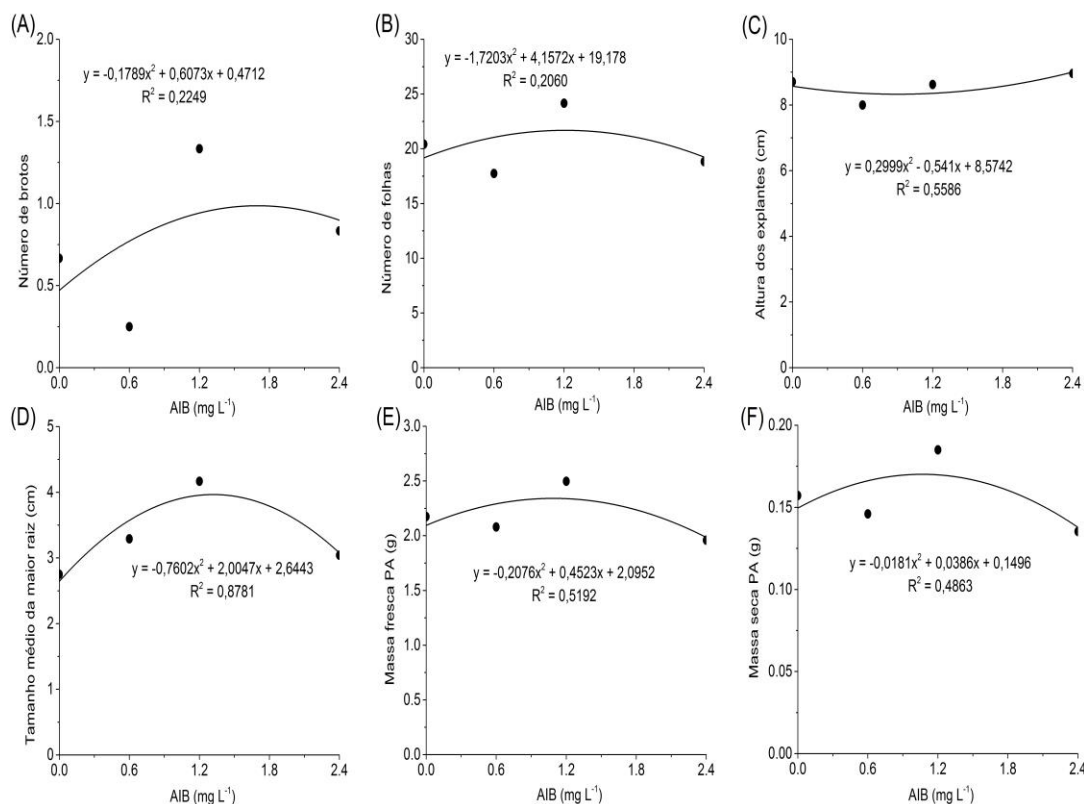 (A)
2.0
1.5
1.0
0.5
0.0
Número de brotos
y = -0,1789x² + 0,6073x + 0,4712
R² = 0,2249
0.0 0.6 1.2 1.8 2.4
AIB (mg L⁻¹)
(B)
30
25
20
15
10
5
0
Número de folhas
y = -1,7203x² + 4,1572x + 19,178
R² = 0,2060
0.0 0.6 1.2 1.8 2.4
AIB (mg L⁻¹)
(C)
10
8
6
4
2
0
Altura dos explantes (cm)
y = 0,2999x² - 0,541x + 8,5742
R² = 0,5586
0.0 0.6 1.2 1.8 2.4
AIB (mg L⁻¹)
(D)
5
4
3
2
1
0
Tamanho médio da maior raiz (cm)
y = -0,7602x² + 2,0047x + 2,6443
R² = 0,8781
0.0 0.6 1.2 1.8 2.4
AIB (mg L⁻¹)
(E)
3.0
2.5
2.0
1.5
1.0
0.5
0.0
Massa fresca PA (g)
y = -0,2076x² + 0,4523x + 2,0952
R² = 0,5192
0.0 0.6 1.2 1.8 2.4
AIB (mg L⁻¹)
(F)
0.20
0.15
0.10
0.05
0.00
Massa seca PA (g)
y = -0,0181x² + 0,0386x + 0,1496
R² = 0,4863
0.0 0.6 1.2 1.8 2.4
AIB (mg L⁻¹)